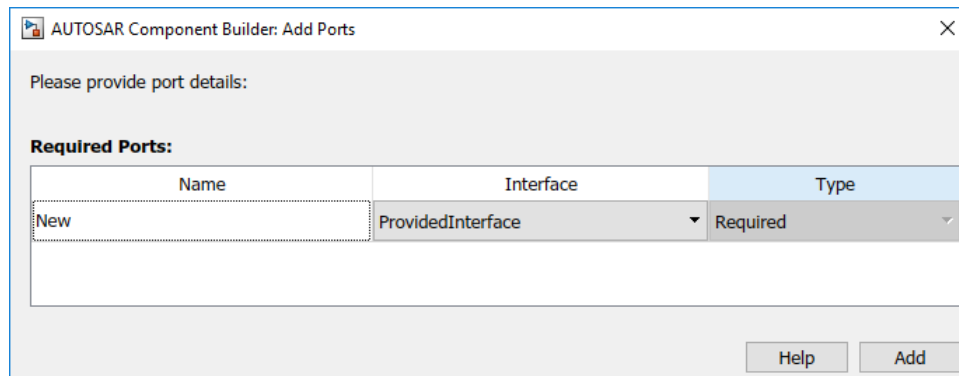 AUTOSAR Component Builder: Add Ports
Please provide port details:
Required Ports:
Name Interface Type
New ProvidedInterface Required
Help Add